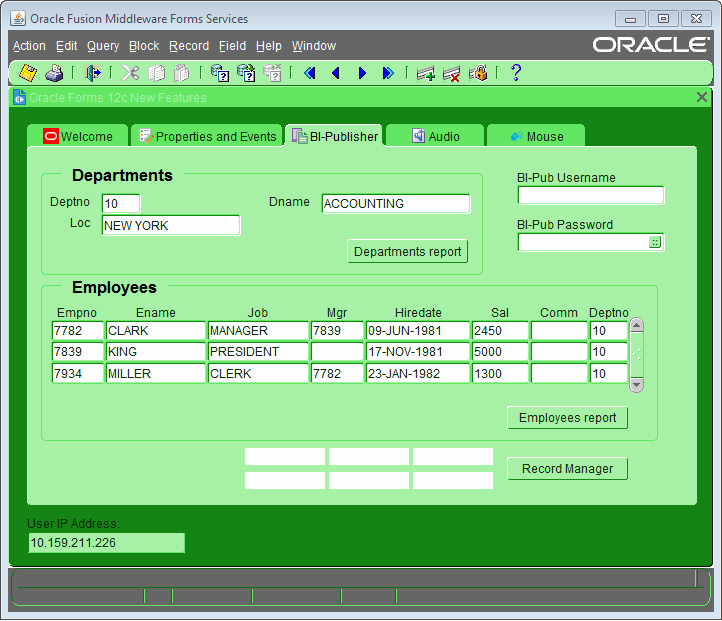 Oracle Fusion Middleware Forms Services
Action Edit Query Block Record Field Help Window
ORACLE
Oracle Forms 12c New Features
Welcome Properties and Events BI-Publisher Audio Mouse
Departments
Deptno 10 Dname ACCOUNTING
Loc NEW YORK
Departments report
BI-Pub Username
BI-Pub Password
Employees
Empno Ename Job Mgr Hiredate Sal Comm Deptno
7782 CLARK MANAGER 7839 09-JUN-1981 2450 10
7839 KING PRESIDENT 17-NOV-1981 5000 10
7934 MILLER CLERK 7782 23-JAN-1982 1300 10
Employees report
Record Manager
User IP Address:
10.159.211.226